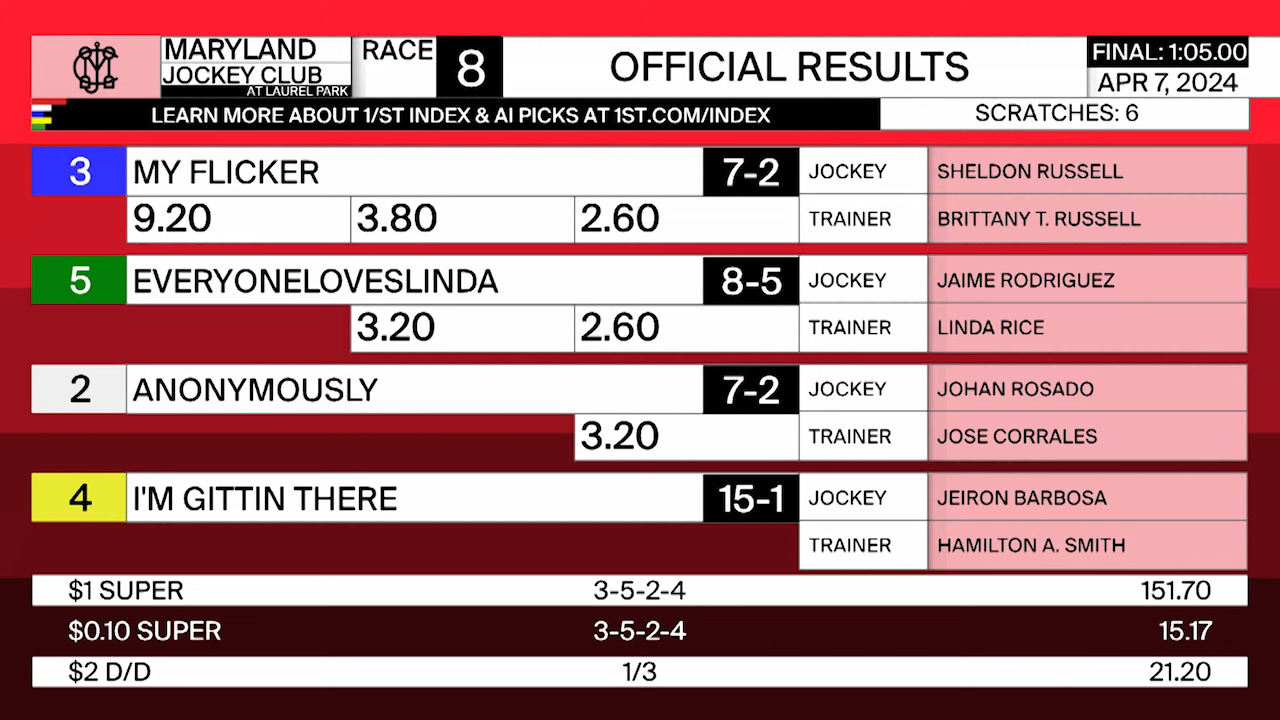 MARYLAND
JOCKEY CLUB
AT LAUREL PARK
RACE 8
OFFICIAL RESULTS
FINAL: 1:05.00
APR 7, 2024
LEARN MORE ABOUT 1/ST INDEX & AI PICKS AT 1ST.COM/INDEX
SCRATCHES: 6
3 MY FLICKER 7-2 JOCKEY SHELDON RUSSELL
9.20 3.80 2.60 TRAINER BRITTANY T. RUSSELL
5 EVERYONELOVESLINDA 8-5 JOCKEY JAIME RODRIGUEZ
3.20 2.60 TRAINER LINDA RICE
2 ANONYMOUSLY 7-2 JOCKEY JOHAN ROSADO
3.20 TRAINER JOSE CORRALES
4 I'M GITTIN THERE 15-1 JOCKEY JEIRON BARBOSA
TRAINER HAMILTON A. SMITH
$1 SUPER 3-5-2-4 151.70
$0.10 SUPER 3-5-2-4 15.17
$2 D/D 1/3 21.20